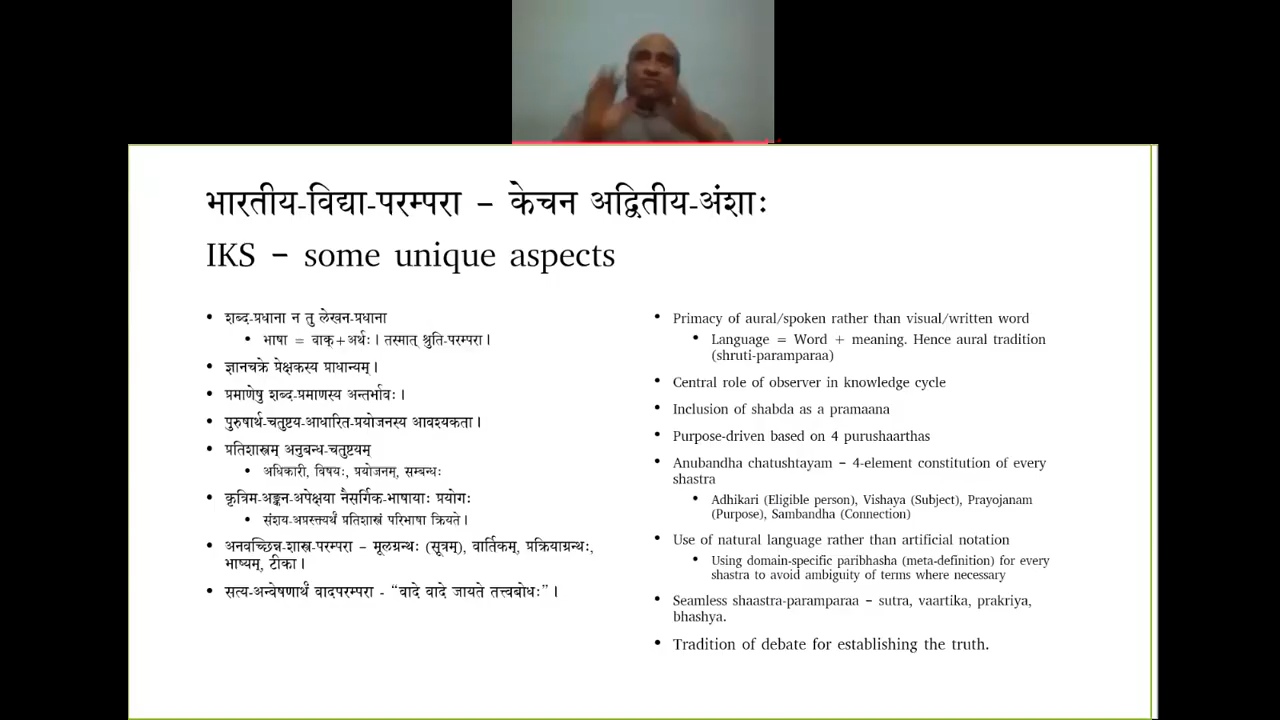 भारतीय-विद्या-परम्परा – केचन अद्वितीय-अंशाः
IKS – some unique aspects
• शब्द-प्रधाना न तु लेखन-प्रधाना
• भाषा = वाक्+अर्थः। तस्मात् श्रुति-परम्परा।
• ज्ञानचक्रे प्रेक्षकस्य प्राधान्यम्।
• प्रमाणेषु शब्द-प्रमाणस्य अन्तर्भावः।
• पुरुषार्थ-चतुष्टय-आधारित-प्रयोजनस्य आवश्यकता।
• प्रतिशास्त्रम् अनुबन्ध-चतुष्टयम्
• अधिकारी, विषयः, प्रयोजनम्, सम्बन्धः
• कृत्रिम-अङ्कन-अपेक्षया नैसर्गिक-भाषायाः प्रयोगः
• संशय-अप्रसक्त्यर्थं प्रतिशास्त्रं परिभाषा क्रियते।
• अनवच्छिन्न-शास्त्र-परम्परा – मूलग्रन्थः (सूत्रम्), वार्तिकम्, प्रक्रियाग्रन्थः,
भाष्यम्, टीका।
• सत्य-अन्वेषणार्थं वादपरम्परा - “वादे वादे जायते तत्त्वबोधः”।
• Primacy of aural/spoken rather than visual/written word
• Language = Word + meaning. Hence aural tradition
(shruti-paramparaa)
• Central role of observer in knowledge cycle
• Inclusion of shabda as a pramaana
• Purpose-driven based on 4 purushaarthas
• Anubandha chatushtayam – 4-element constitution of every
shastra
• Adhikari (Eligible person), Vishaya (Subject), Prayojanam
(Purpose), Sambandha (Connection)
• Use of natural language rather than artificial notation
• Using domain-specific paribhasha (meta-definition) for every
shastra to avoid ambiguity of terms where necessary
• Seamless shaastra-paramparaa – sutra, vaartika, prakriya,
bhashya.
• Tradition of debate for establishing the truth.